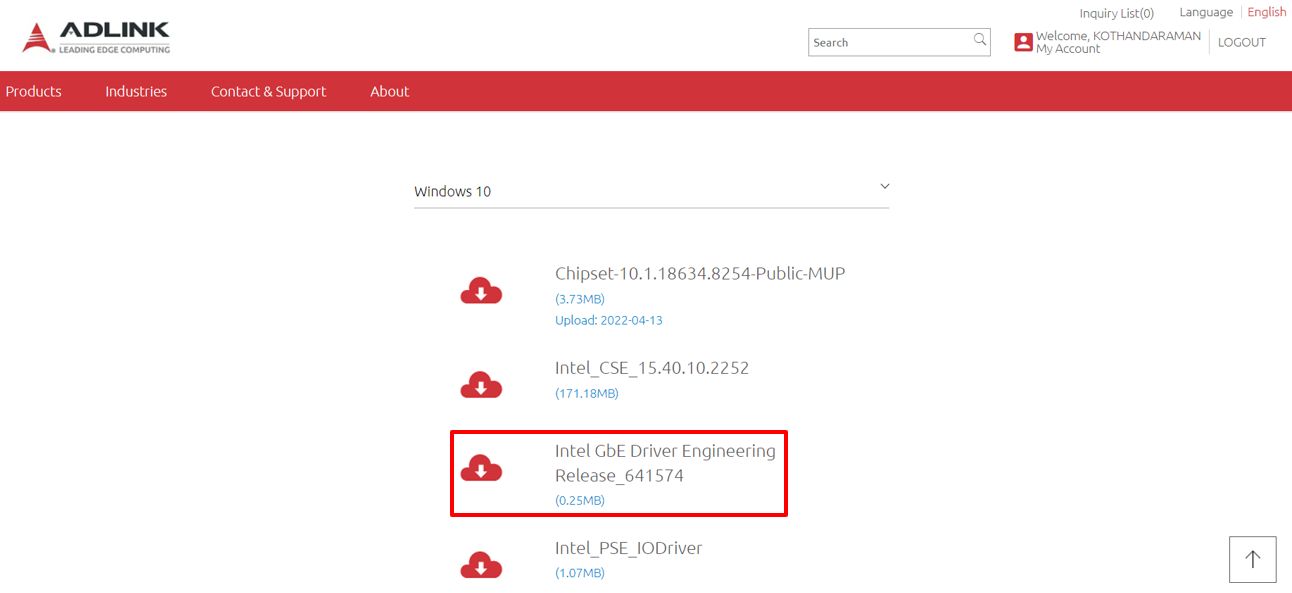 Inquiry List(0) Language English
ADLINK
LEADING EDGE COMPUTING
Search
Welcome, KOTHANDARAMAN
My Account
LOGOUT
Products Industries Contact & Support About
Windows 10
Chipset-10.1.18634.8254-Public-MUP
(3.73MB)
Upload: 2022-04-13
Intel_CSE_15.40.10.2252
(171.18MB)
Intel GbE Driver Engineering
Release_641574
(0.25MB)
Intel_PSE_IODriver
(1.07MB)